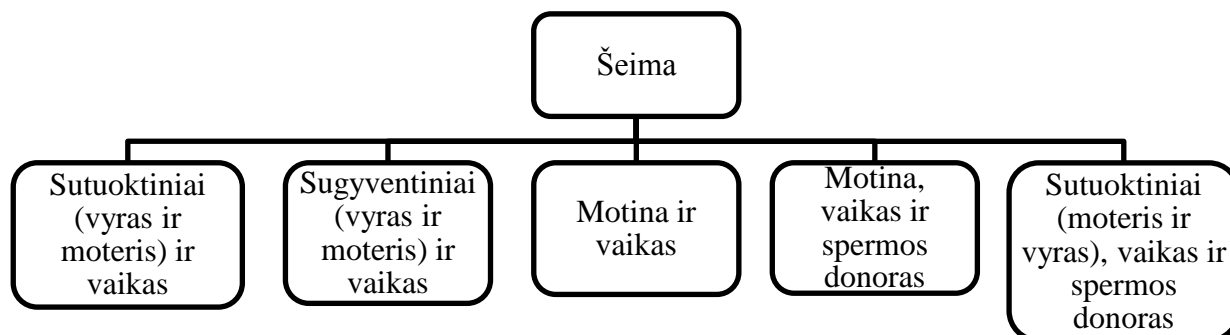 Šeima
Sutuoktiniai
(vyras ir
moteris) ir
vaikas
Sugyventiniai
(vyras ir
moteris) ir
vaikas
Motina ir
vaikas
Motina,
vaikas ir
spermos
donoras
Sutuoktiniai
(moteris ir
vyras), vaikas ir
spermos
donoras